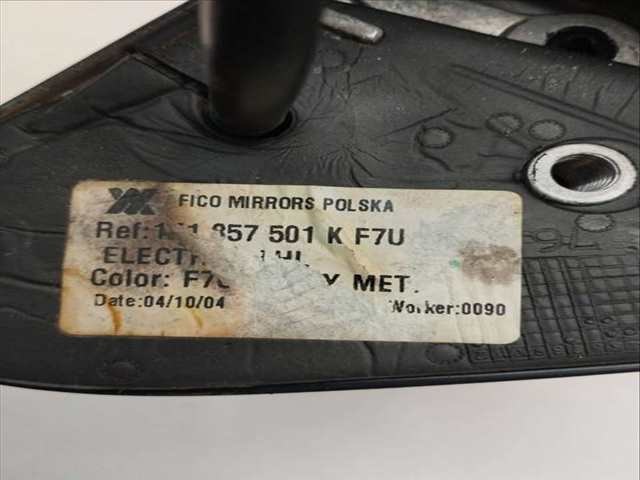 FICO MIRRORS POLSKA
Ref: 857 501 K F7U
ELECT
Color: MET.
Date:04/10/04 Worker:0090